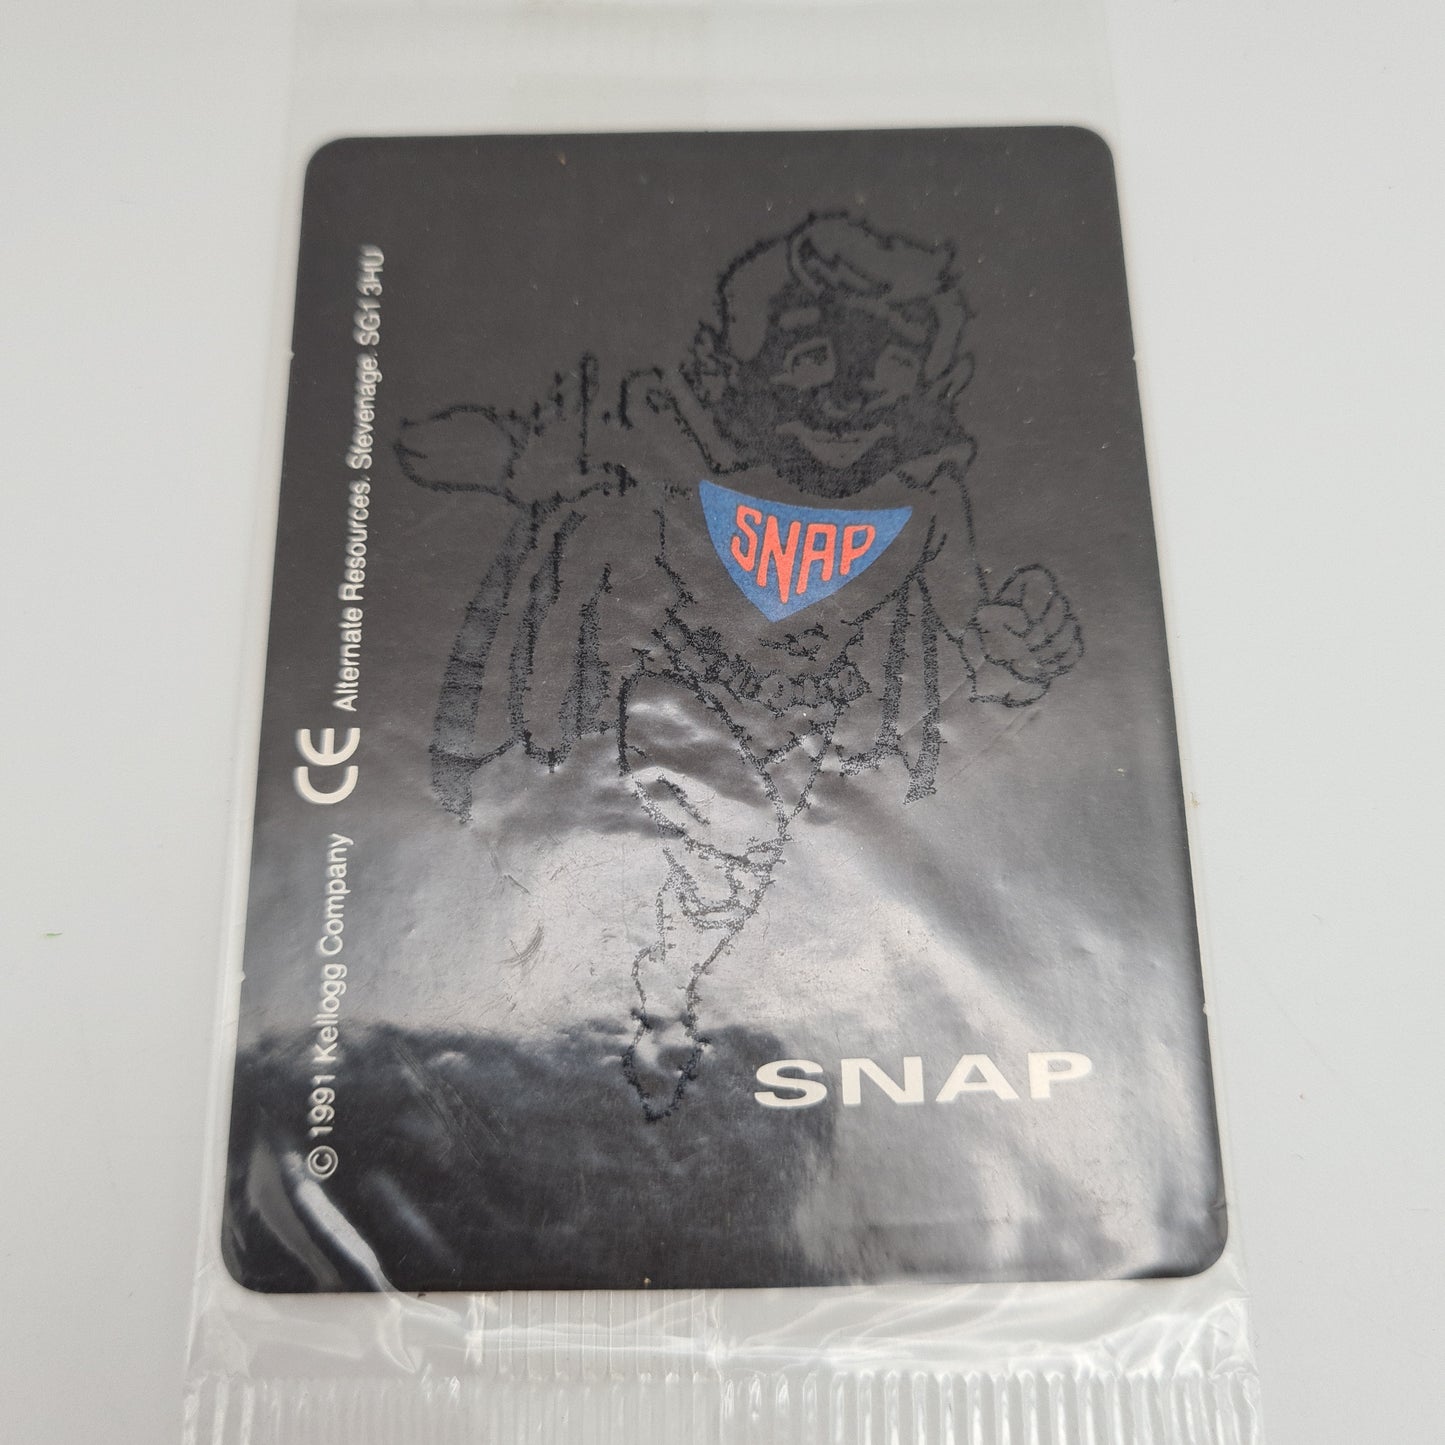 © 1991 Kellogg Company CE Alternate Resources. Stevenage. SG1 3HU
SNAP
SNAP